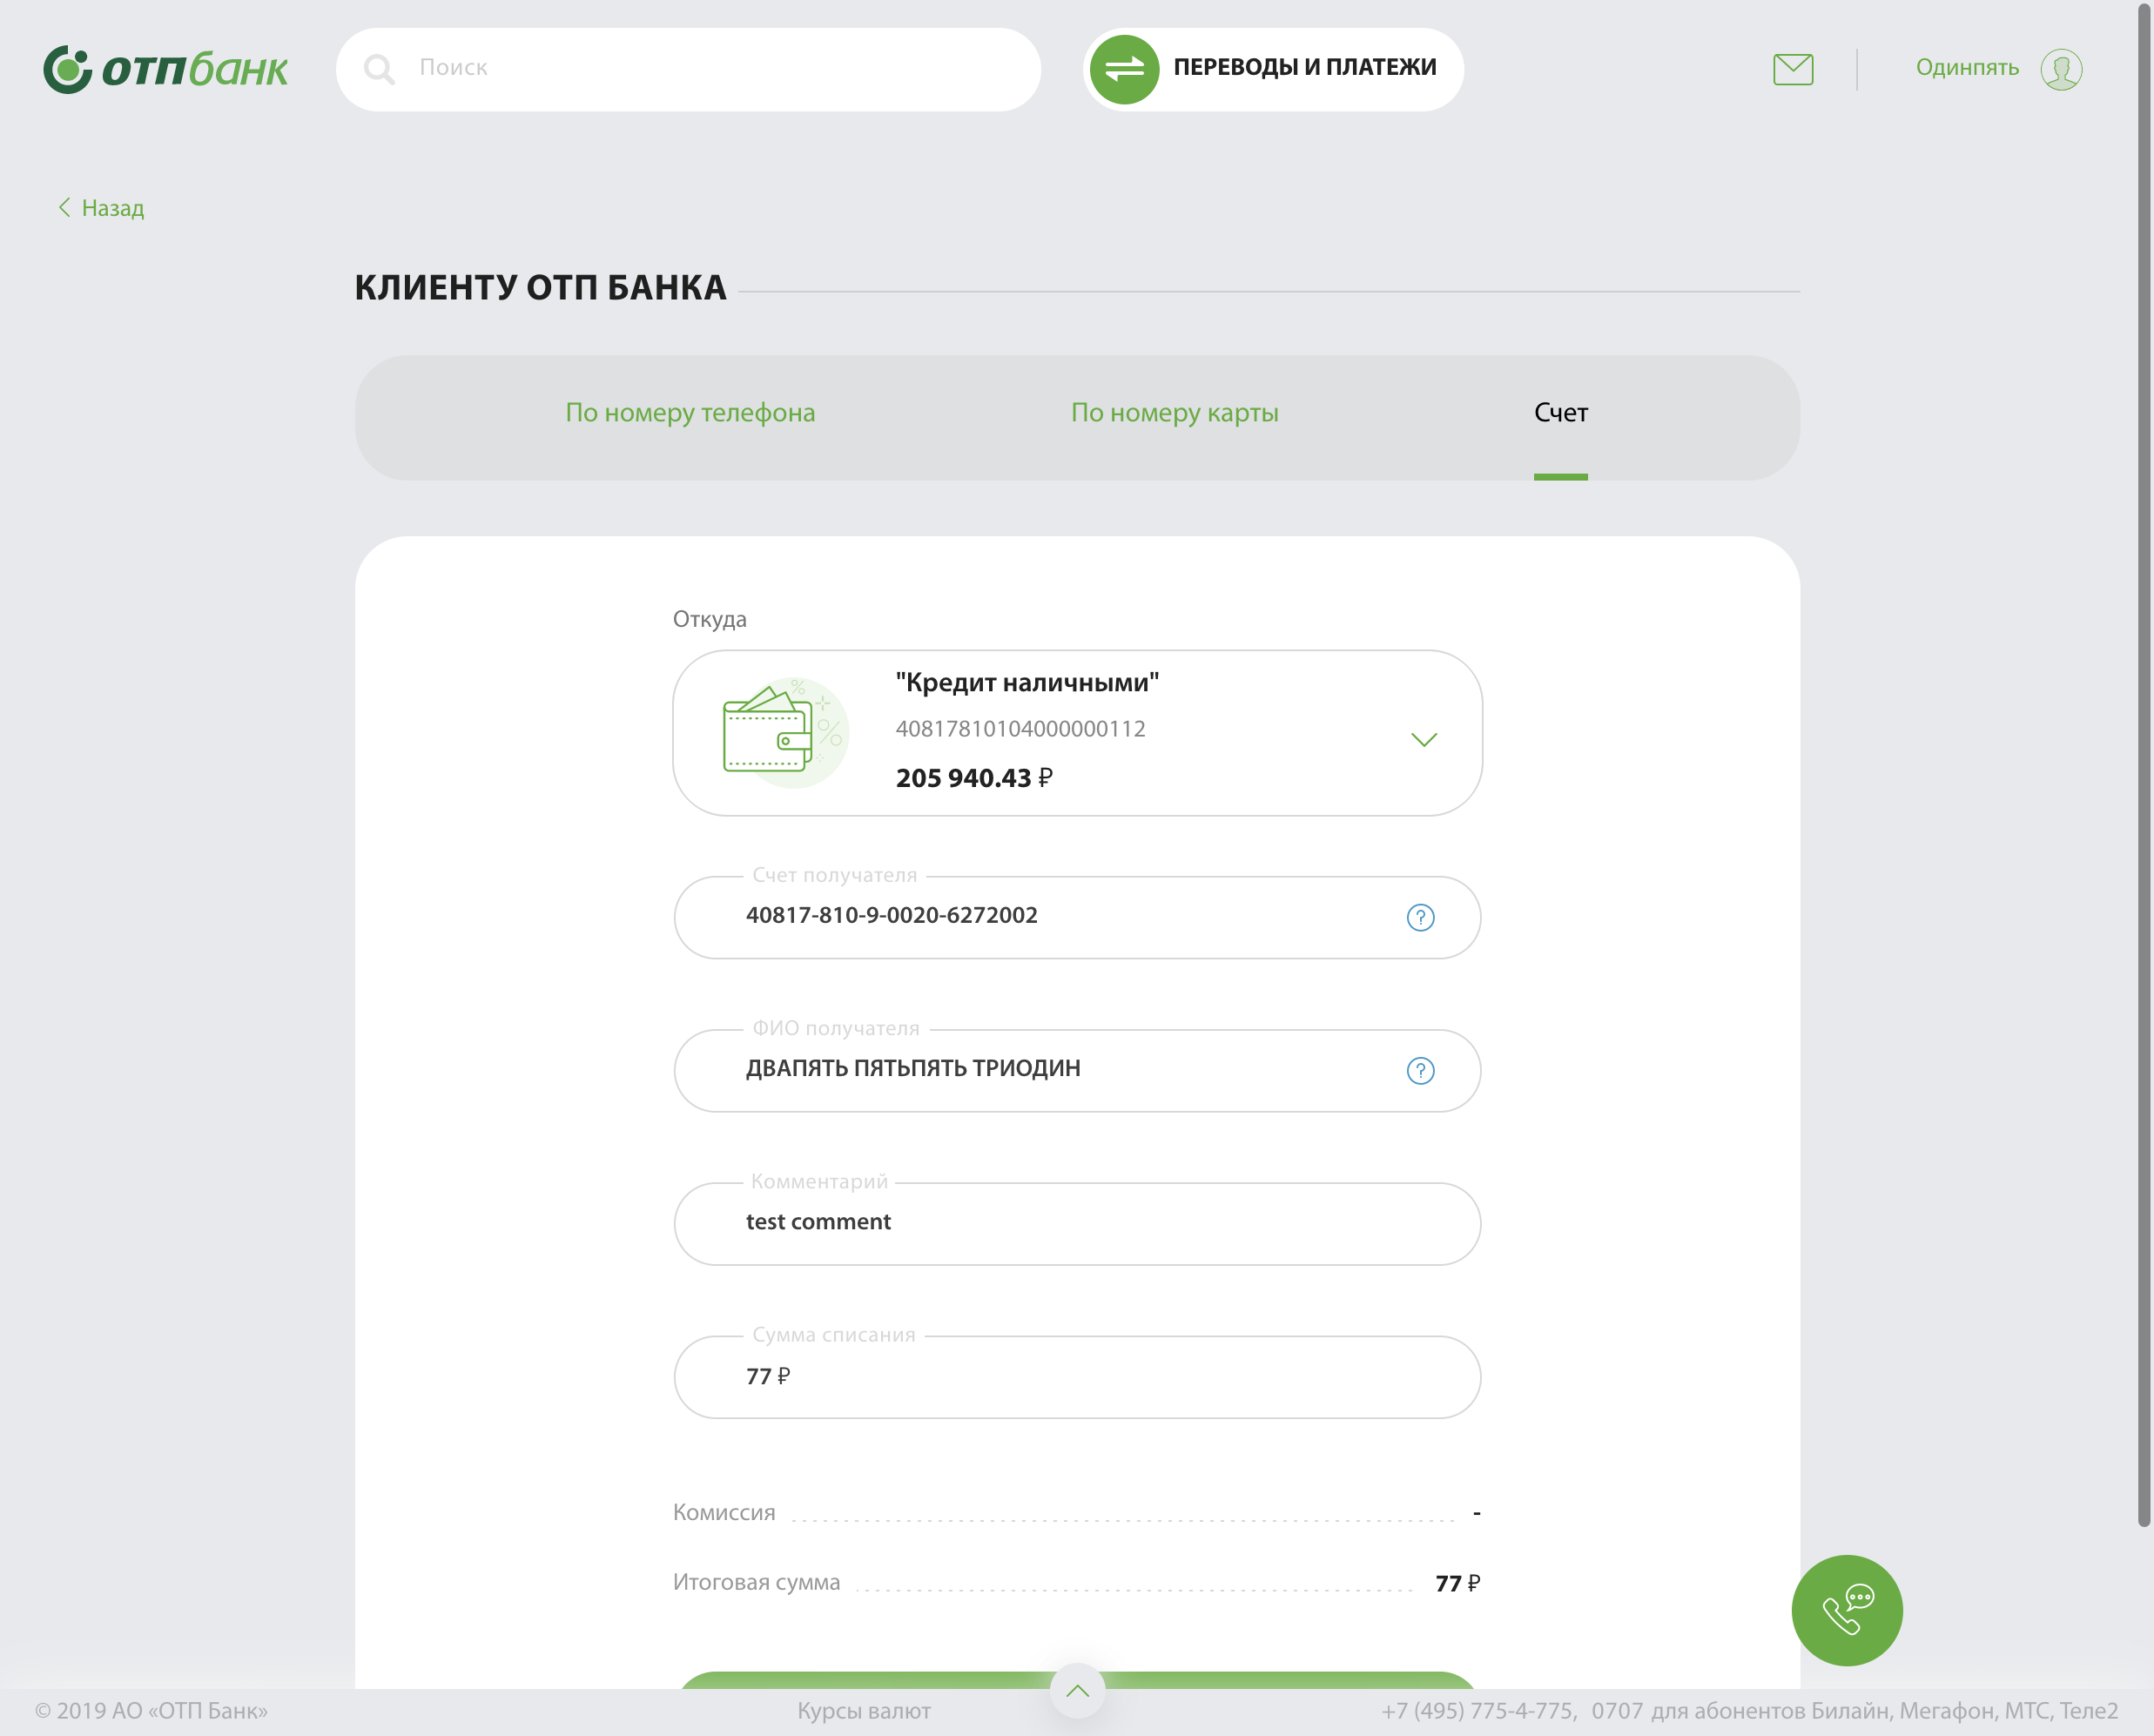 отпбанк
Поиск
ПЕРЕВОДЫ И ПЛАТЕЖИ
Одинпять
Назад
КЛИЕНТУ ОТП БАНКА
По номеру телефона
По номеру карты
Счет
Откуда
"Кредит наличными"
40817810104000000112
205 940.43 ₽
Счет получателя
40817-810-9-0020-6272002
ФИО получателя
ДВАПЯТЬ ПЯТЬПЯТЬ ТРИОДИН
Комментарий
test comment
Сумма списания
77 ₽
Комиссия -
Итоговая сумма 77 ₽
© 2019 АО «ОТП Банк»
Курсы валют
+7 (495) 775-4-775, 0707 для абонентов Билайн, Мегафон, МТС, Теле2